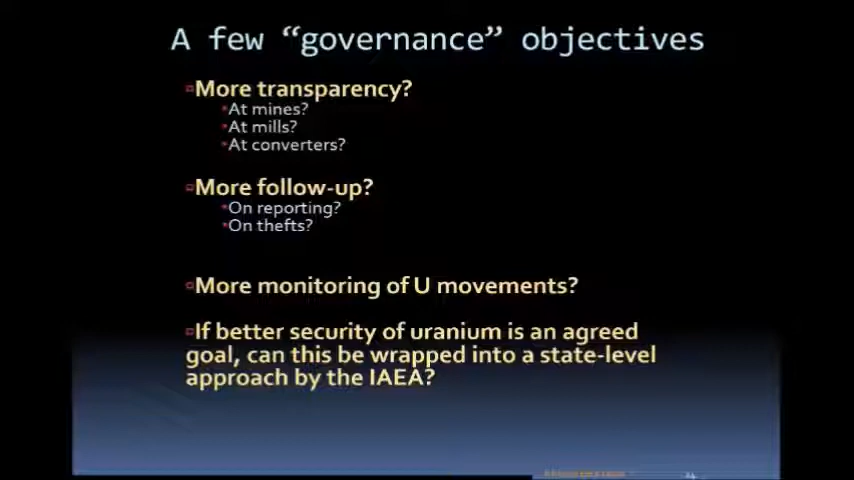 A few “governance” objectives
More transparency?
At mines?
At mills?
At converters?
More follow-up?
On reporting?
On thefts?
More monitoring of U movements?
If better security of uranium is an agreed
goal, can this be wrapped into a state-level
approach by the IAEA?